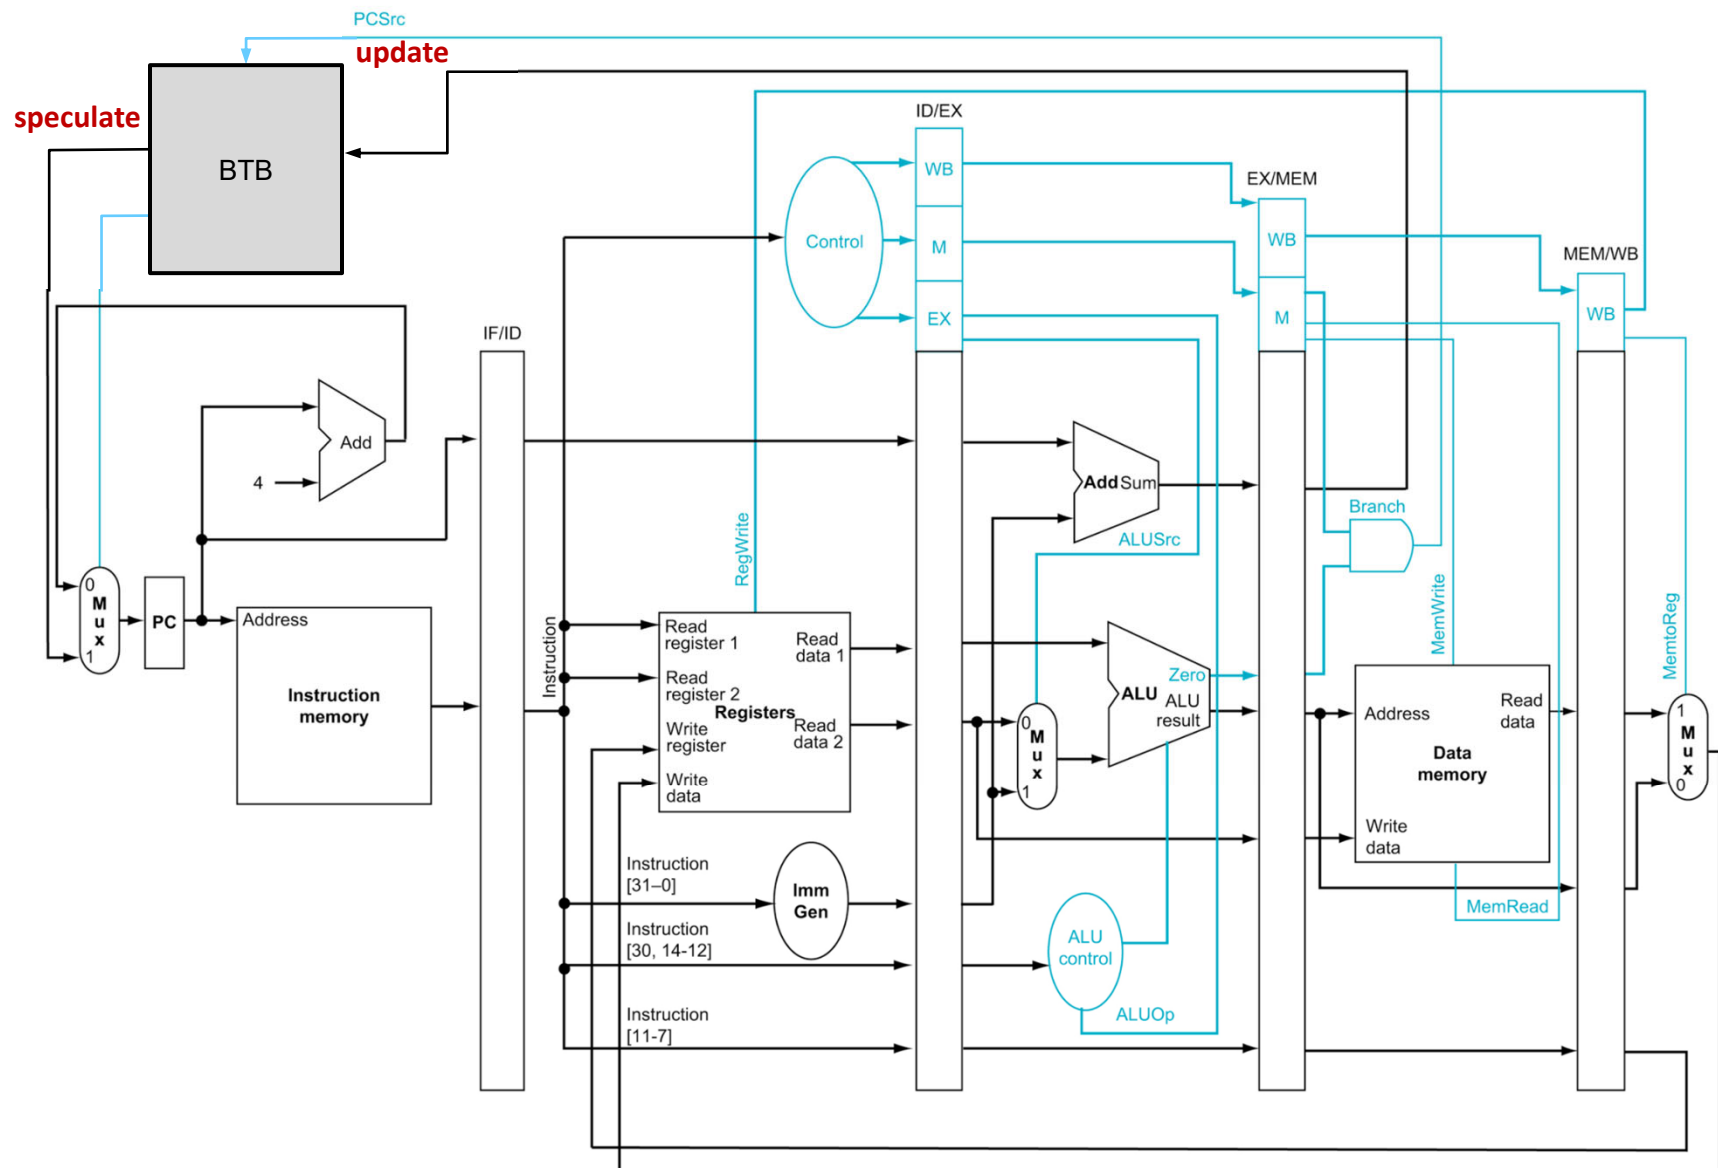 PCSrc
update
speculate
BTB
ID/EX
WB
Control
M
EX
EX/MEM
WB
M
MEM/WB
WB
IF/ID
Add
4
Add Sum
ALUSrc
Branch
RegWrite
MemWrite
MemtoReg
0
M
u
x
1
PC
Address
Instruction
memory
Instruction
Read
register 1
Read
register 2
Write
register
Write
data
Registers
Read
data 1
Read
data 2
0
M
u
x
1
Zero
ALU
ALU
result
Address
Read
data
Data
memory
Write
data
MemRead
1
M
u
x
0
Instruction
[31–0]
Imm
Gen
Instruction
[30, 14-12]
ALU
control
ALUOp
Instruction
[11-7]